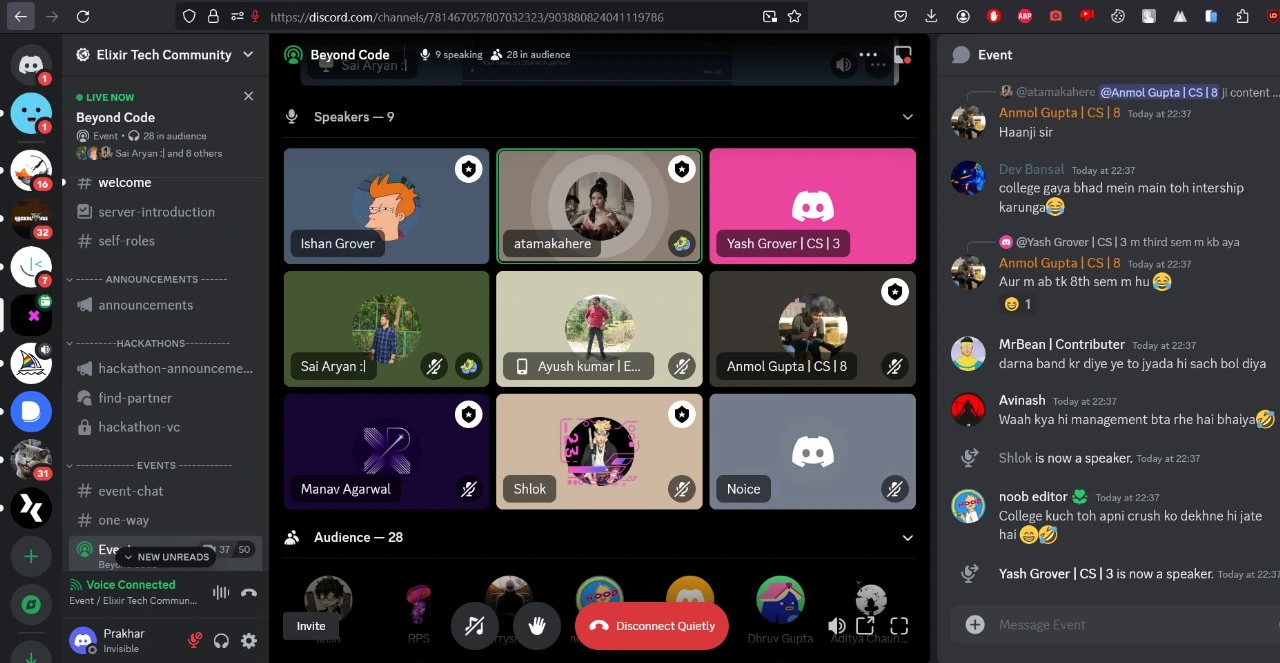 https://discord.com/channels/781467057807032323/903880824041119786
ABP
1
1
16
32
7
31
Elixir Tech Community
LIVE NOW
Beyond Code
Event • 28 in audience
Sai Aryan :| and 8 others
# welcome
server-introduction
# self-roles
------ ANNOUNCEMENTS
announcements
--------HACKATHONS-----------
hackathon-announceme...
find-partner
hackathon-vc
EVENTS
# event-chat
# one-way
37 50
NEW UNREADS
Voice Connected
Event / Elixir Tech Commun...
Prakhar
Invisible
Beyond Code
9 speaking
28 in audience
Sai Aryan :|
Speakers — 9
Ishan Grover
atamakahere
Yash Grover | CS | 3
Sai Aryan :|
Ayush kumar | E...
Anmol Gupta | CS | 8
Manav Agarwal
Shlok
Noice
Audience — 28
RPS
Dhruv Gupta
Invite
Disconnect Quietly
Event
@atamakahere @Anmol Gupta | CS | 8 ji content ...
Anmol Gupta | CS | 8 Today at 22:37
Haanji sir
Dev Bansal Today at 22:37
college gaya bhad mein main toh intership
karunga😂
@Yash Grover | CS | 3 m third sem m kb aya
Anmol Gupta | CS | 8 Today at 22:37
Aur m ab tk 8th sem m hu 😂
😆 1
MrBean | Contributer Today at 22:37
darna band kr diye ye to jyada hi sach bol diya
Avinash Today at 22:37
Waah kya hi management bta rhe hai bhaiya🤣
Shlok is now a speaker. Today at 22:37
noob editor Today at 22:37
College kuch toh apni crush ko dekhne hi jate
hai 😁🤣
Yash Grover | CS | 3 is now a speaker. Today at 22:37
Message Event